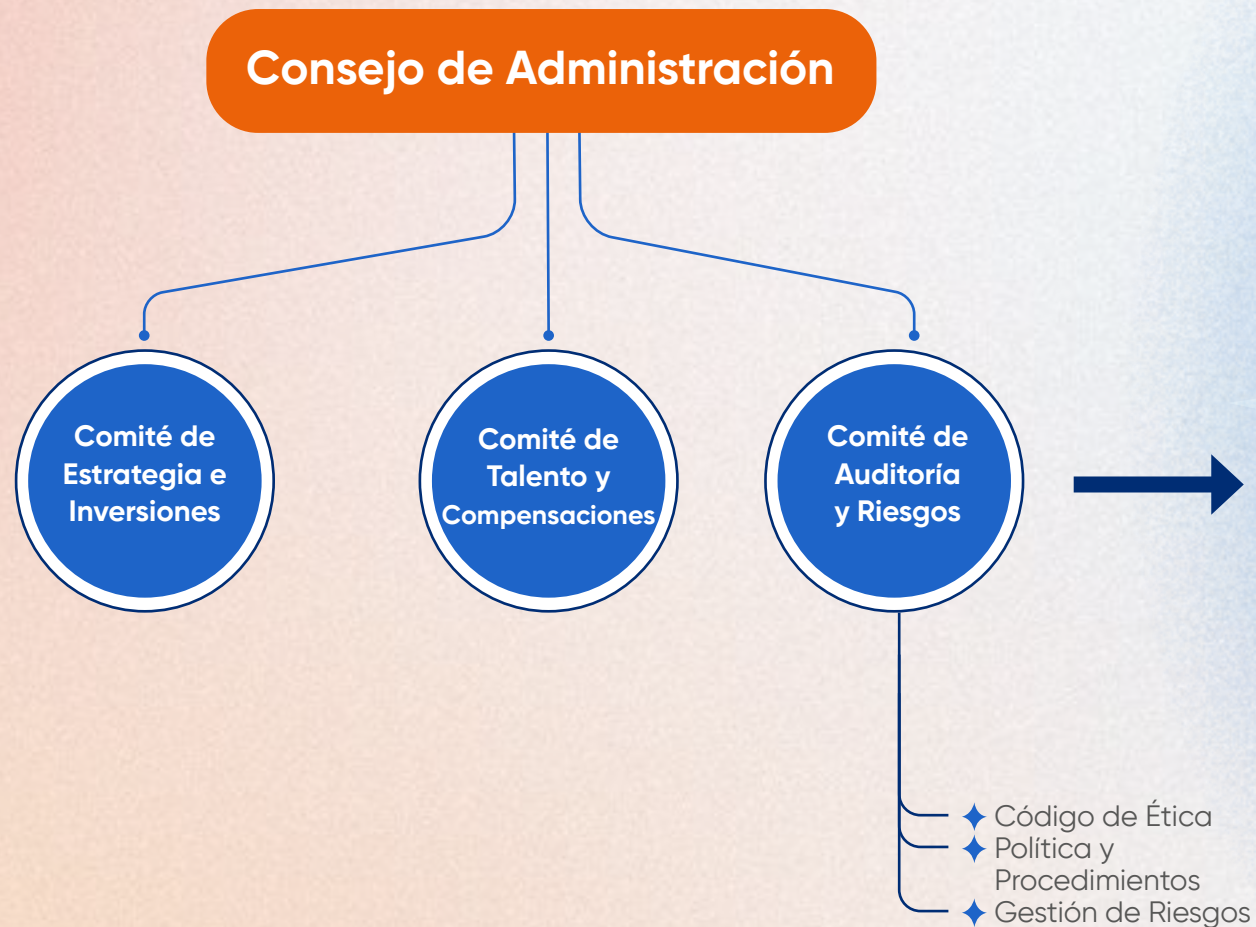 Consejo de Administración
Comité de
Estrategia e
Inversiones
Comité de
Talento y
Compensaciones
Comité de
Auditoría
y Riesgos
Código de Ética
Política y
Procedimientos
Gestión de Riesgos